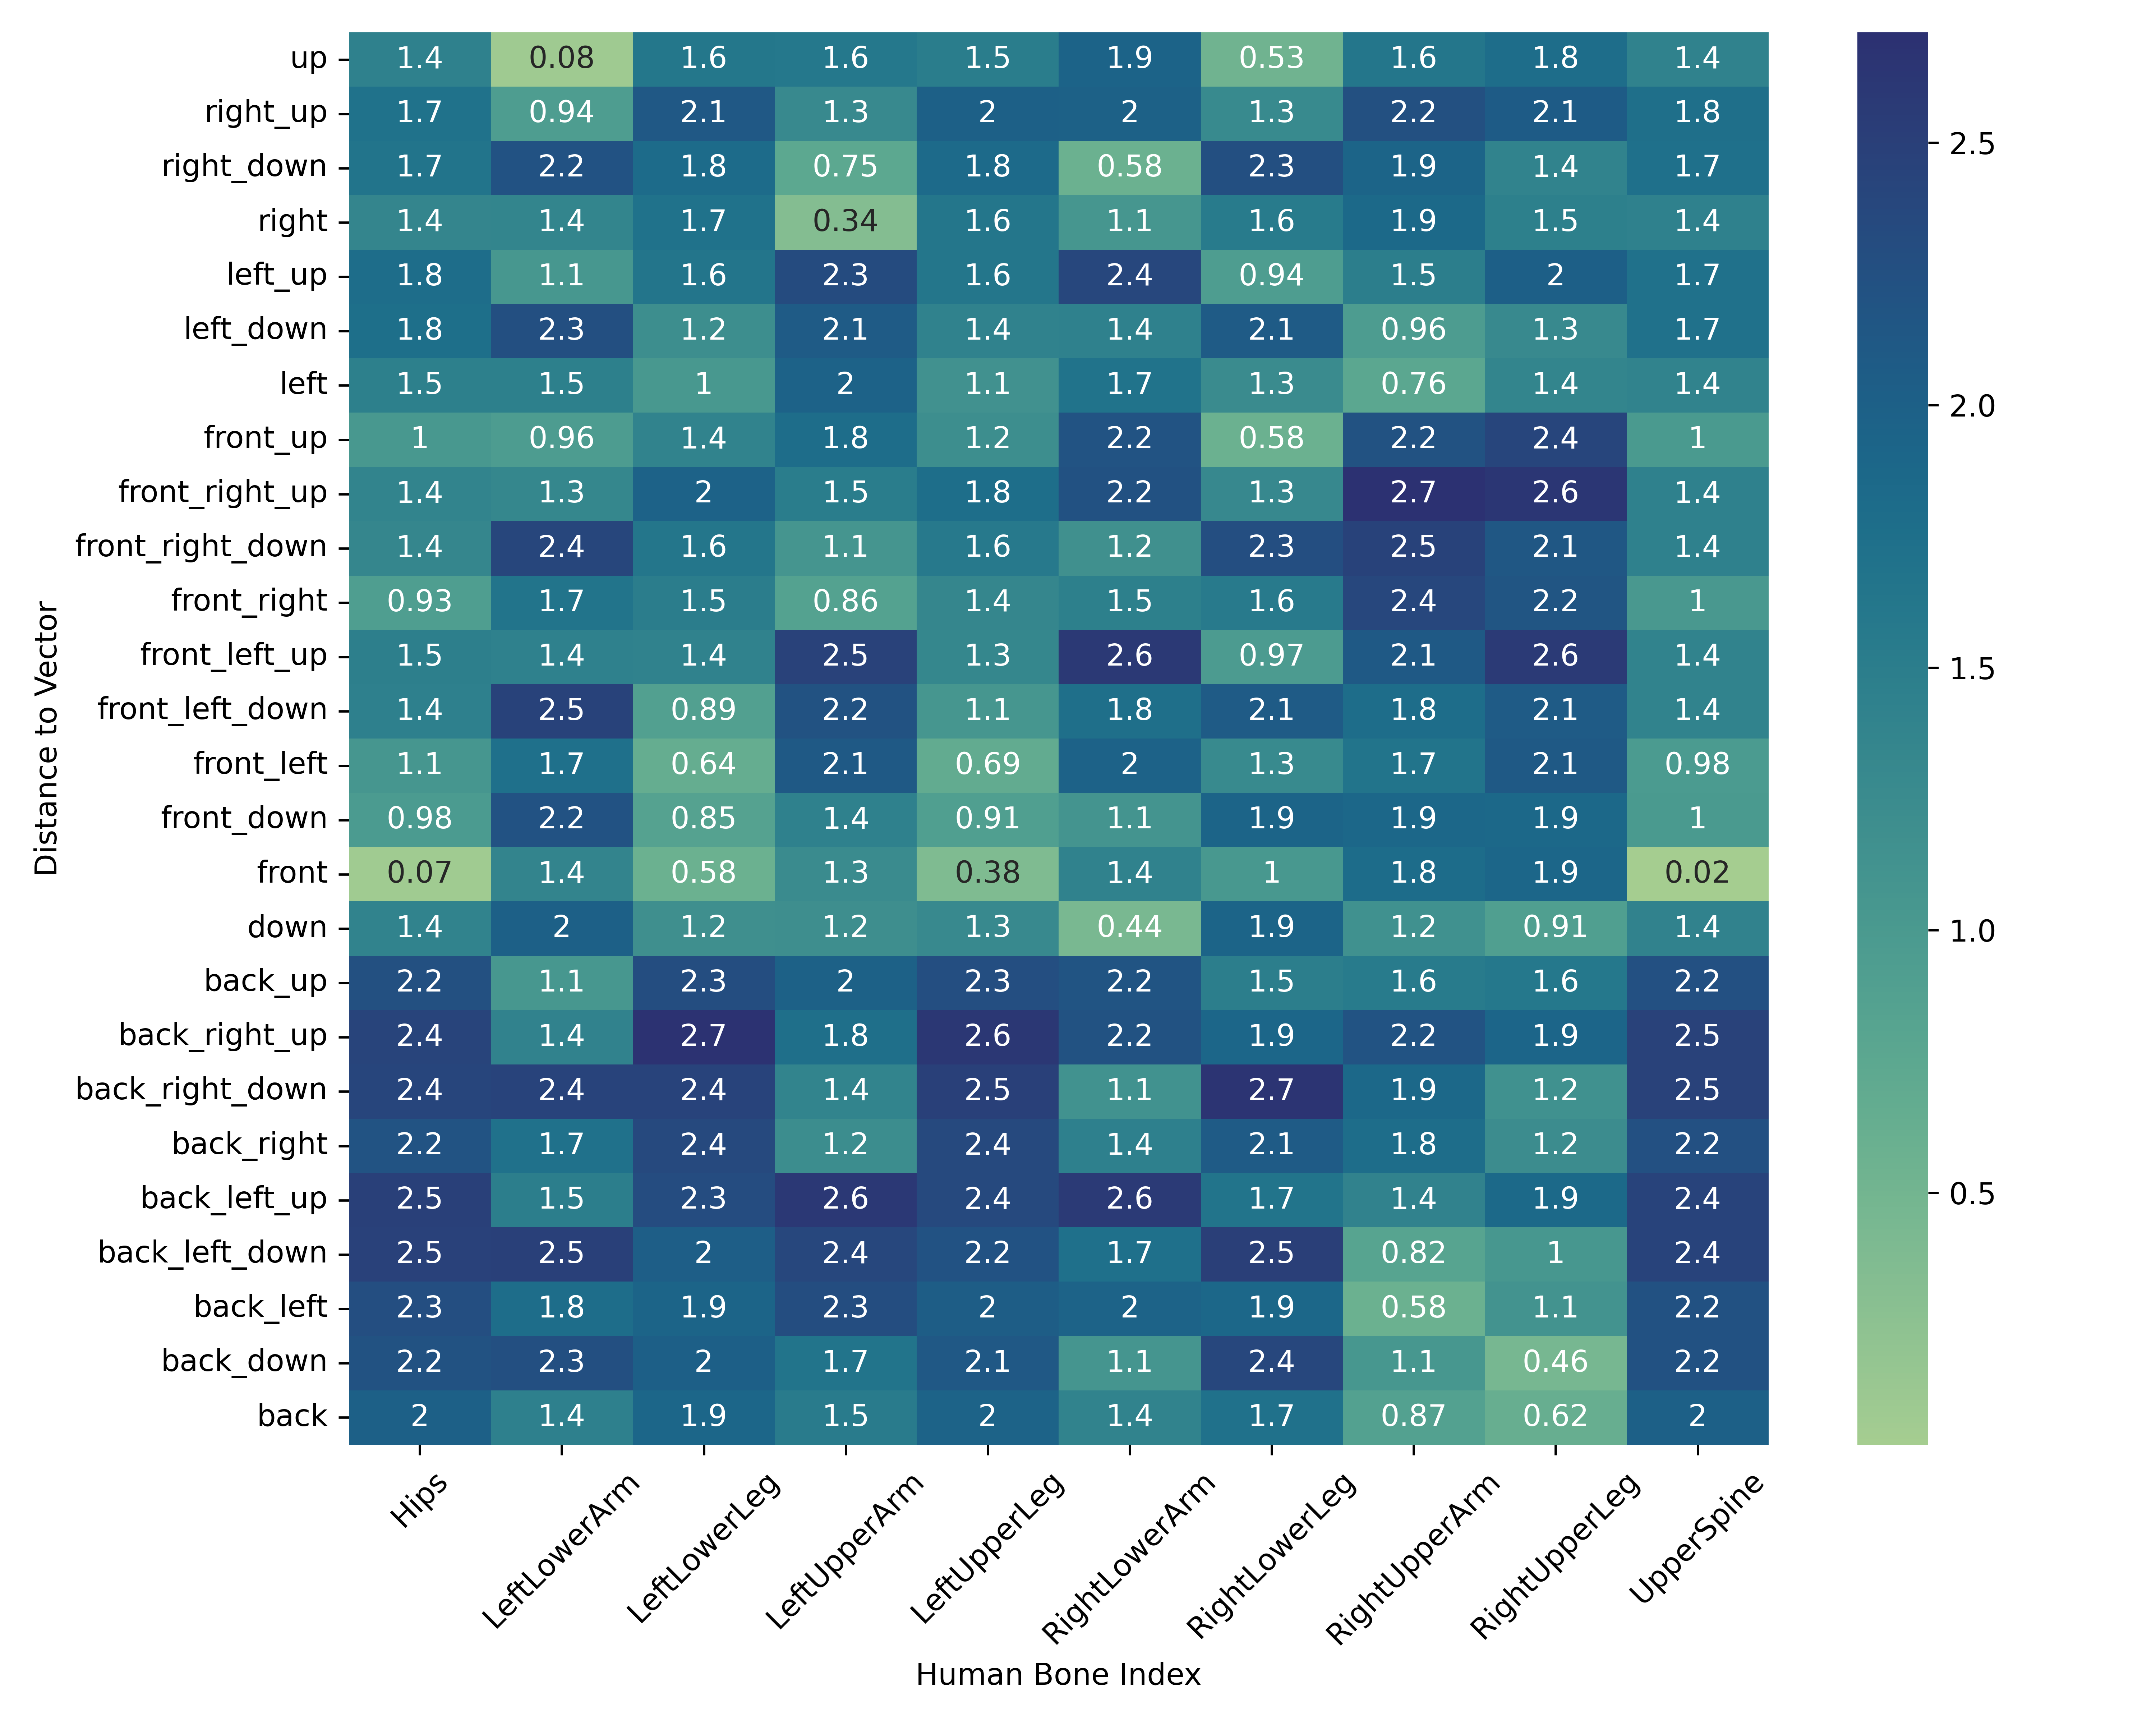 up 1.4 0.08 1.6 1.6 1.5 1.9 0.53 1.6 1.8 1.4
right_up 1.7 0.94 2.1 1.3 2 2 1.3 2.2 2.1 1.8
right_down 1.7 2.2 1.8 0.75 1.8 0.58 2.3 1.9 1.4 1.7
right 1.4 1.4 1.7 0.34 1.6 1.1 1.6 1.9 1.5 1.4
left_up 1.8 1.1 1.6 2.3 1.6 2.4 0.94 1.5 2 1.7
left_down 1.8 2.3 1.2 2.1 1.4 1.4 2.1 0.96 1.3 1.7
left 1.5 1.5 1 2 1.1 1.7 1.3 0.76 1.4 1.4
front_up 1 0.96 1.4 1.8 1.2 2.2 0.58 2.2 2.4 1
front_right_up 1.4 1.3 2 1.5 1.8 2.2 1.3 2.7 2.6 1.4
front_right_down 1.4 2.4 1.6 1.1 1.6 1.2 2.3 2.5 2.1 1.4
front_right 0.93 1.7 1.5 0.86 1.4 1.5 1.6 2.4 2.2 1
front_left_up 1.5 1.4 1.4 2.5 1.3 2.6 0.97 2.1 2.6 1.4
front_left_down 1.4 2.5 0.89 2.2 1.1 1.8 2.1 1.8 2.1 1.4
front_left 1.1 1.7 0.64 2.1 0.69 2 1.3 1.7 2.1 0.98
front_down 0.98 2.2 0.85 1.4 0.91 1.1 1.9 1.9 1.9 1
front 0.07 1.4 0.58 1.3 0.38 1.4 1 1.8 1.9 0.02
down 1.4 2 1.2 1.2 1.3 0.44 1.9 1.2 0.91 1.4
back_up 2.2 1.1 2.3 2 2.3 2.2 1.5 1.6 1.6 2.2
back_right_up 2.4 1.4 2.7 1.8 2.6 2.2 1.9 2.2 1.9 2.5
back_right_down 2.4 2.4 2.4 1.4 2.5 1.1 2.7 1.9 1.2 2.5
back_right 2.2 1.7 2.4 1.2 2.4 1.4 2.1 1.8 1.2 2.2
back_left_up 2.5 1.5 2.3 2.6 2.4 2.6 1.7 1.4 1.9 2.4
back_left_down 2.5 2.5 2 2.4 2.2 1.7 2.5 0.82 1 2.4
back_left 2.3 1.8 1.9 2.3 2 2 1.9 0.58 1.1 2.2
back_down 2.2 2.3 2 1.7 2.1 1.1 2.4 1.1 0.46 2.2
back 2 1.4 1.9 1.5 2 1.4 1.7 0.87 0.62 2
Hips LeftLowerArm LeftLowerLeg LeftUpperArm LeftUpperLeg RightLowerArm RightLowerLeg RightUpperArm RightUpperLeg UpperSpine
Human Bone Index
Distance to Vector
2.5
2.0
1.5
1.0
0.5